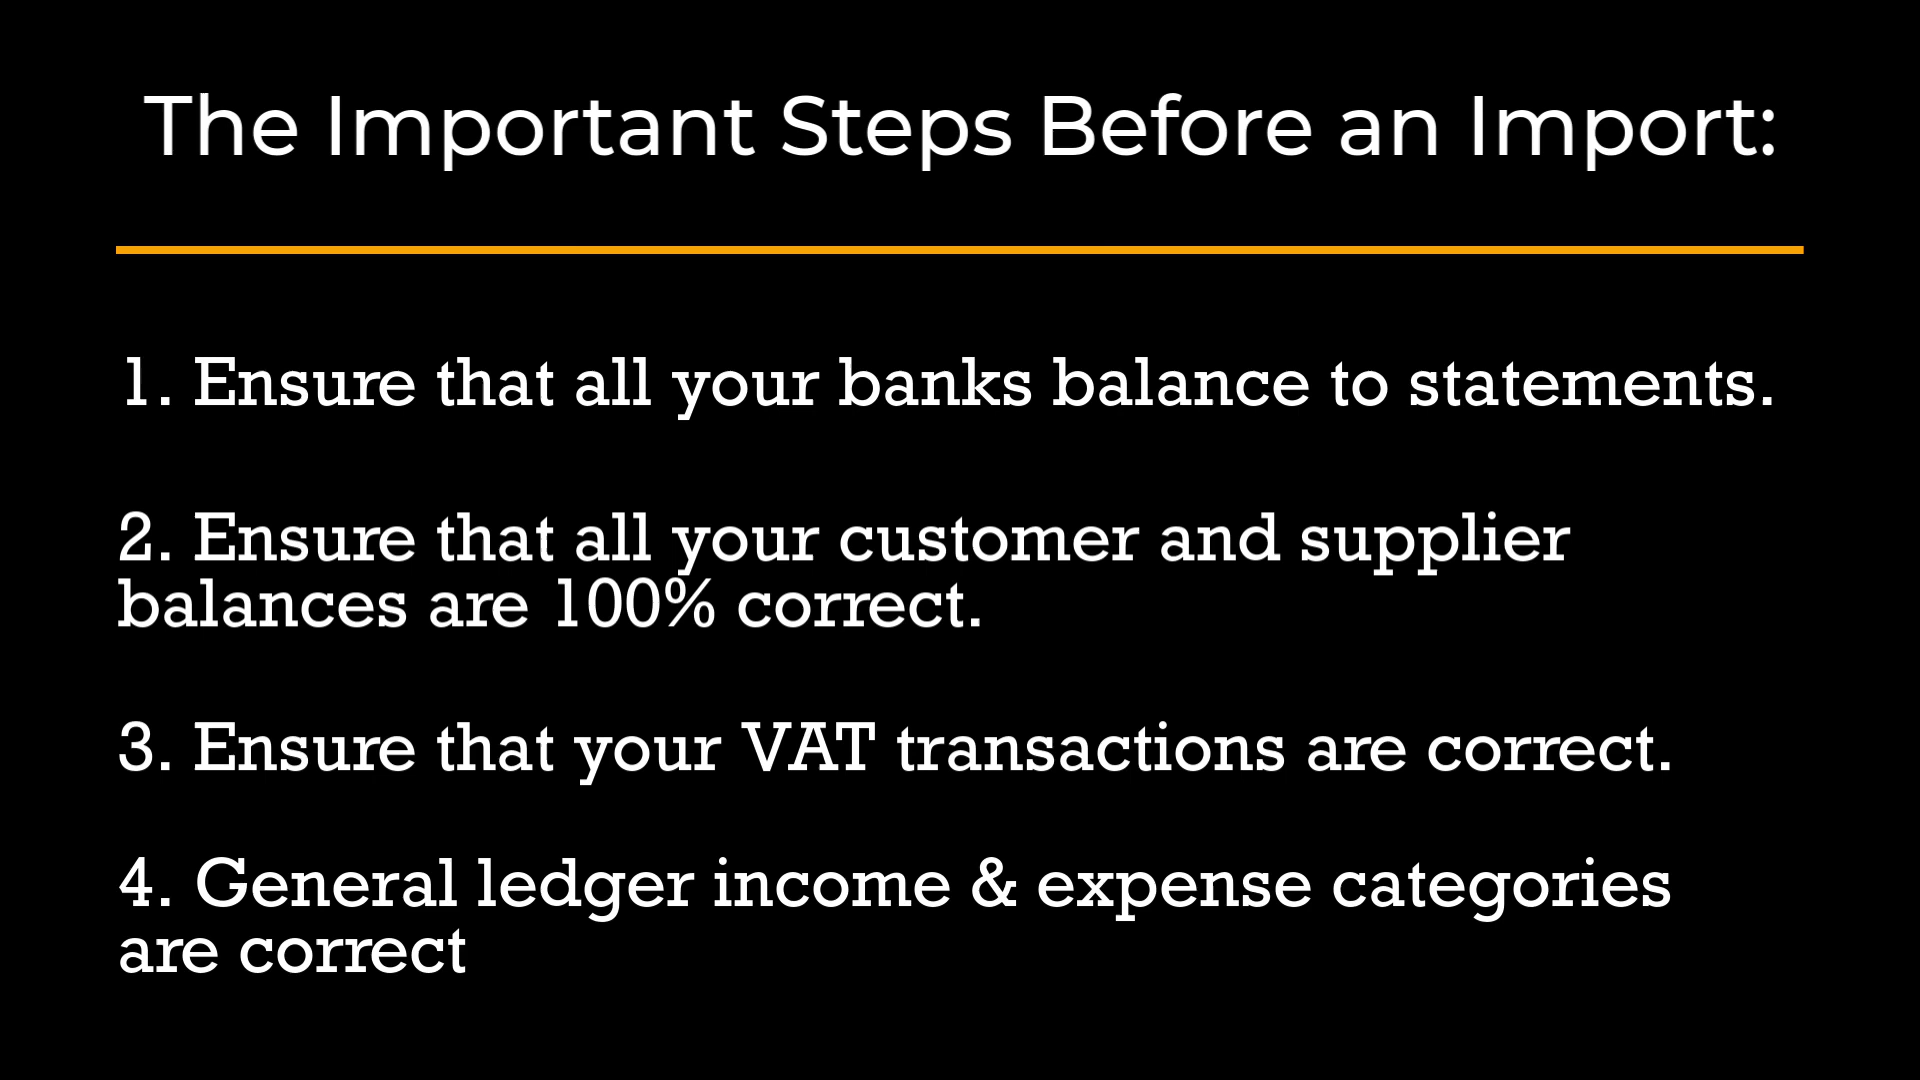 The Important Steps Before an Import:
1. Ensure that all your banks balance to statements.
2. Ensure that all your customer and supplier
balances are 100% correct.
3. Ensure that your VAT transactions are correct.
4. General ledger income & expense categories
are correct